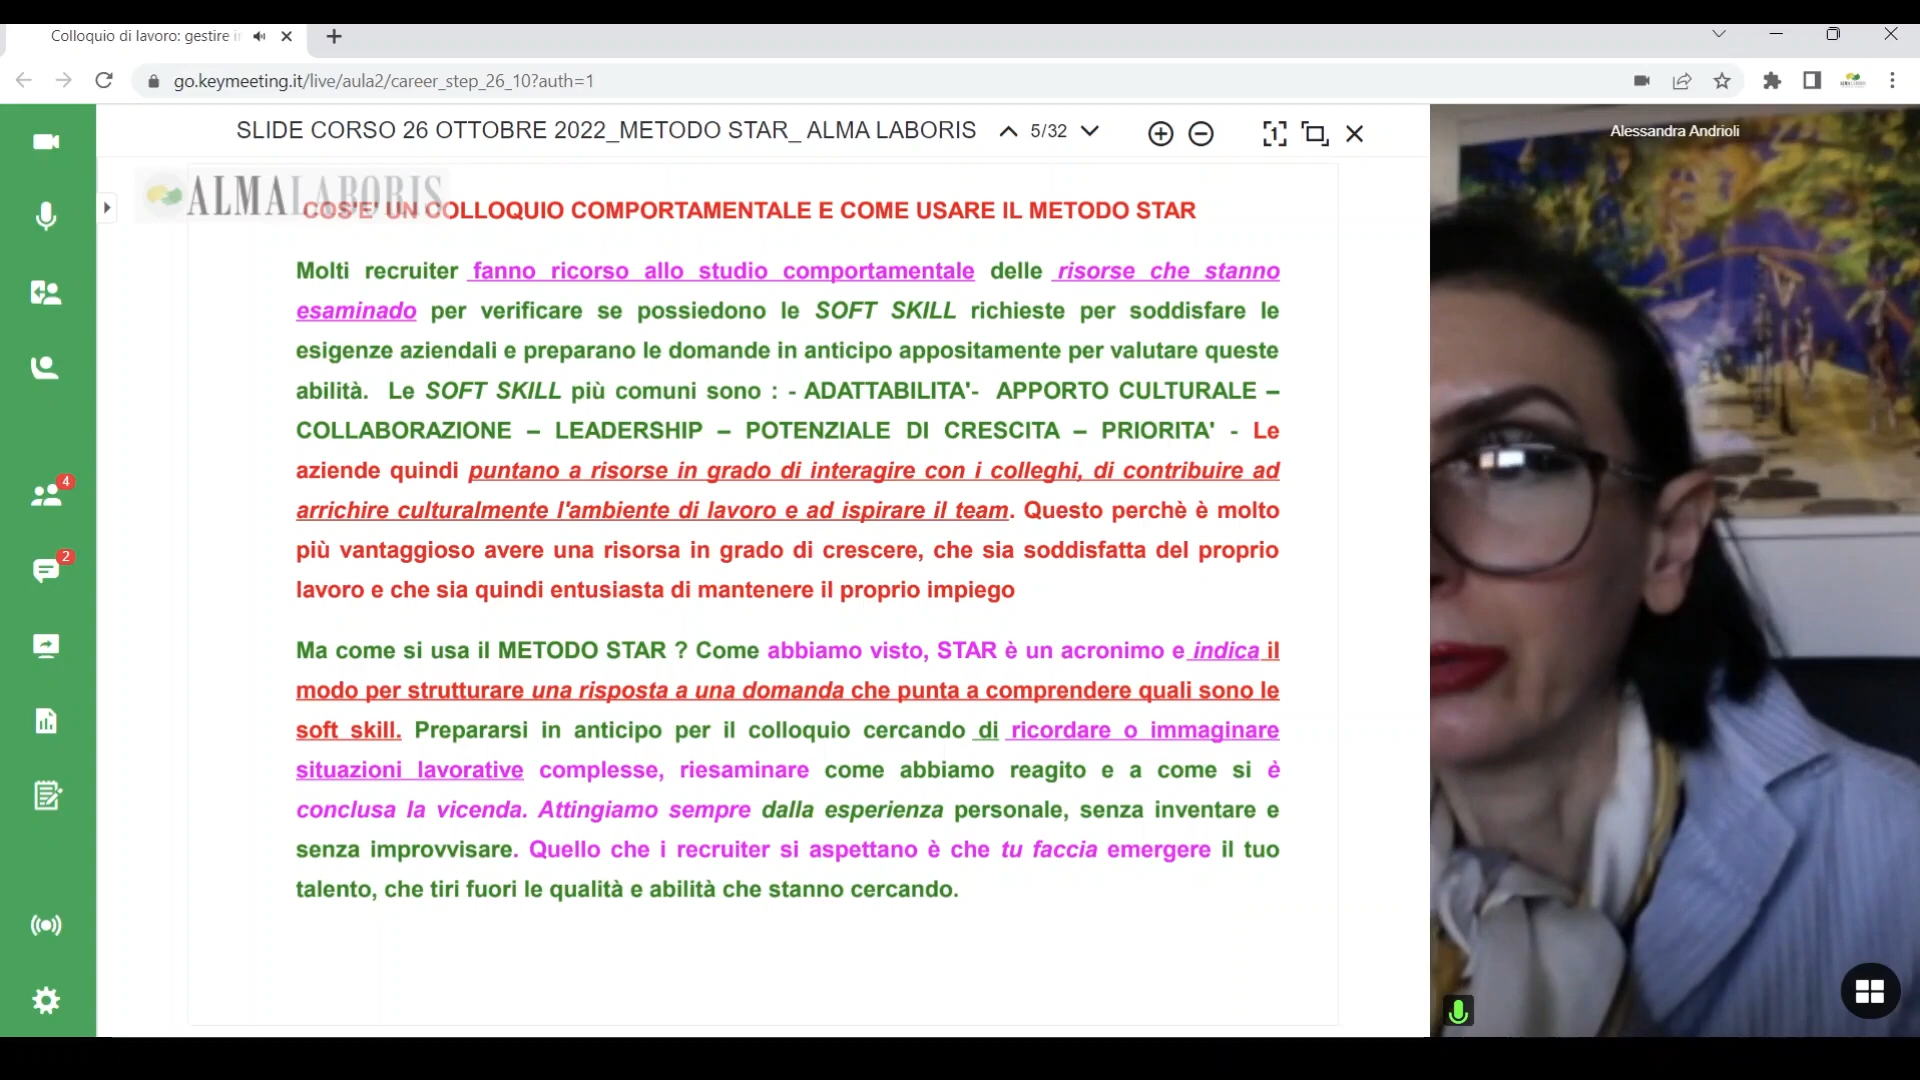 Colloquio di lavoro: gestire i
go.keymeeting.it/live/aula2/career_step_26_10?auth=1
SLIDE CORSO 26 OTTOBRE 2022_METODO STAR_ ALMA LABORIS 5/32
Alessandra Andrioli
ALMALABORIS
COS'E' UN COLLOQUIO COMPORTAMENTALE E COME USARE IL METODO STAR
Molti recruiter fanno ricorso allo studio comportamentale delle risorse che stanno
esaminado per verificare se possiedono le SOFT SKILL richieste per soddisfare le
esigenze aziendali e preparano le domande in anticipo appositamente per valutare queste
abilità. Le SOFT SKILL più comuni sono : - ADATTABILITA'- APPORTO CULTURALE –
COLLABORAZIONE – LEADERSHIP – POTENZIALE DI CRESCITA – PRIORITA' - Le
aziende quindi puntano a risorse in grado di interagire con i colleghi, di contribuire ad
arrichire culturalmente l'ambiente di lavoro e ad ispirare il team. Questo perchè è molto
più vantaggioso avere una risorsa in grado di crescere, che sia soddisfatta del proprio
lavoro e che sia quindi entusiasta di mantenere il proprio impiego
Ma come si usa il METODO STAR ? Come abbiamo visto, STAR è un acronimo e indica il
modo per strutturare una risposta a una domanda che punta a comprendere quali sono le
soft skill. Prepararsi in anticipo per il colloquio cercando di ricordare o immaginare
situazioni lavorative complesse, riesaminare come abbiamo reagito e a come si è
conclusa la vicenda. Attingiamo sempre dalla esperienza personale, senza inventare e
senza improvvisare. Quello che i recruiter si aspettano è che tu faccia emergere il tuo
talento, che tiri fuori le qualità e abilità che stanno cercando.
4
2